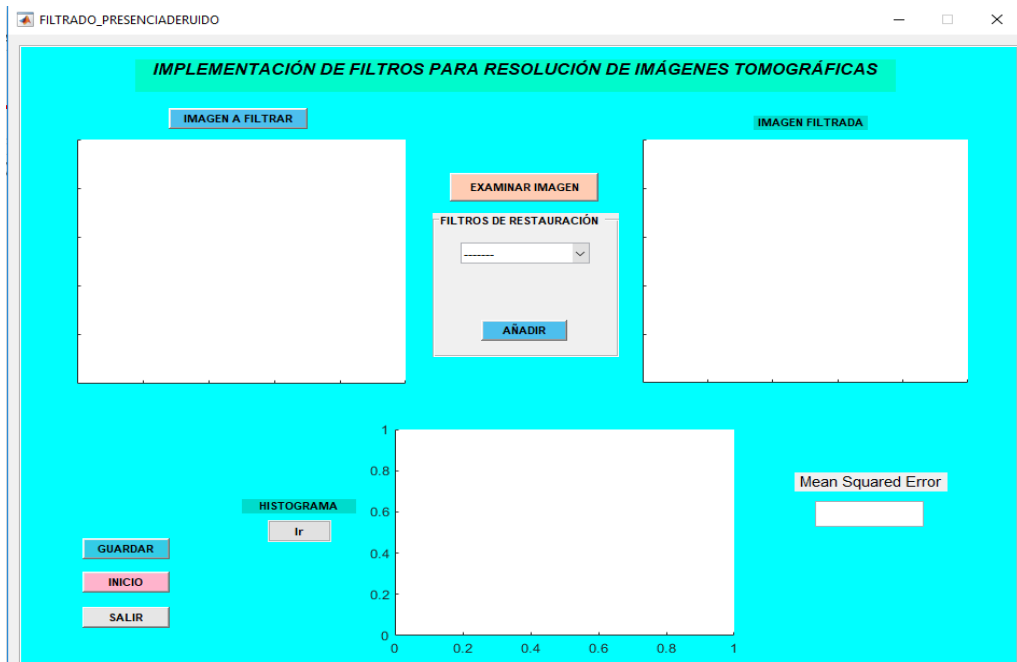 FILTRADO_PRESENCIADERUIDO
IMPLEMENTACIÓN DE FILTROS PARA RESOLUCIÓN DE IMÁGENES TOMOGRÁFICAS
IMAGEN A FILTRAR
IMAGEN FILTRADA
EXAMINAR IMAGEN
FILTROS DE RESTAURACIÓN
-------
AÑADIR
1
0.8
0.6
0.4
0.2
0
0
0.2
0.4
0.6
0.8
1
Mean Squared Error
HISTOGRAMA
Ir
GUARDAR
INICIO
SALIR